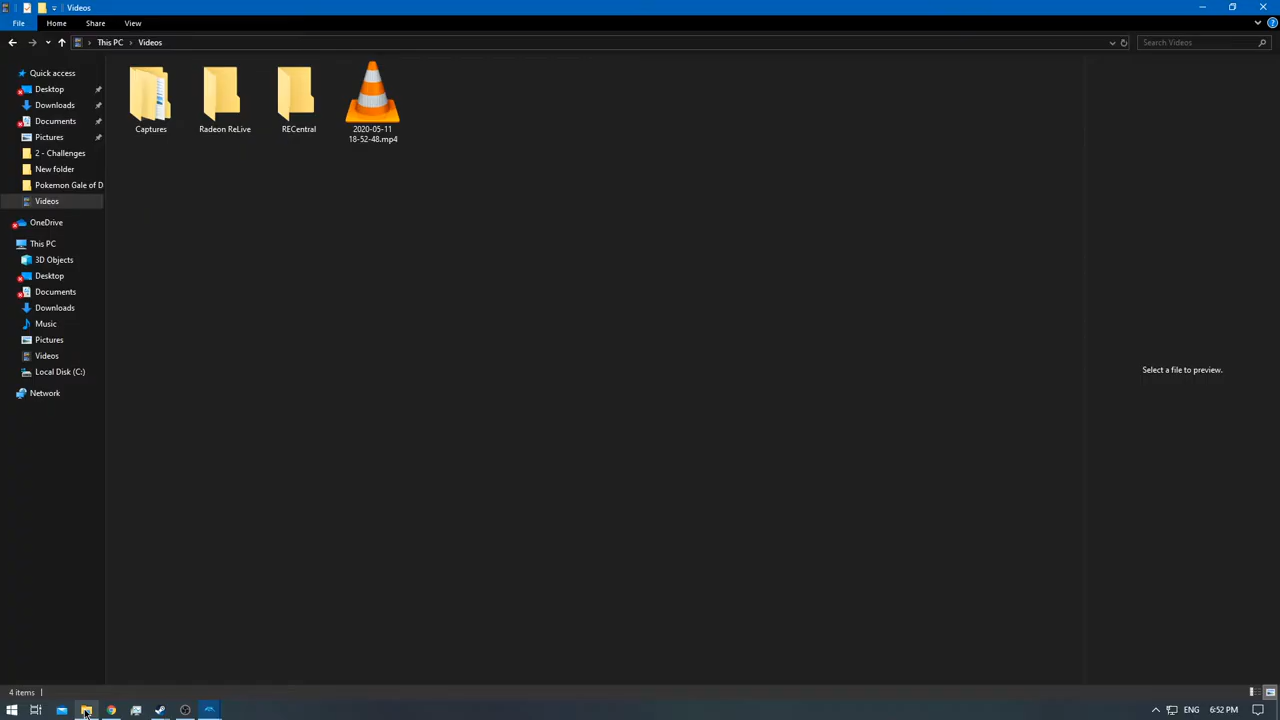 Videos
File Home Share View
This PC Videos Search Videos
Quick access
Desktop
Downloads
Documents
Pictures
2 - Challenges
New folder
Pokemon Gale of D
Videos
OneDrive
This PC
3D Objects
Desktop
Documents
Downloads
Music
Pictures
Videos
Local Disk (C:)
Network
Captures Radeon ReLive RECentral 2020-05-11
18-52-48.mp4
Select a file to preview.
4 items
ENG 6:52 PM